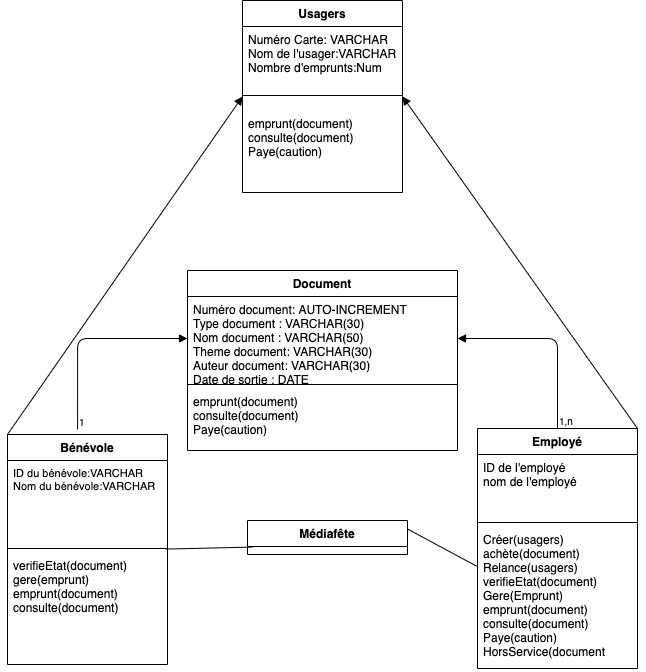 Usagers
Numéro Carte: VARCHAR
Nom de l'usager:VARCHAR
Nombre d'emprunts:Num
emprunt(document)
consulte(document)
Paye(caution)
Document
Numéro document: AUTO-INCREMENT
Type document : VARCHAR(30)
Nom document : VARCHAR(50)
Theme document: VARCHAR(30)
Auteur document: VARCHAR(30)
Date de sortie : DATE
emprunt(document)
consulte(document)
Paye(caution)
1
1,n
Bénévole
ID du bénévole:VARCHAR
Nom du bénévole:VARCHAR
verifieEtat(document)
gere(emprunt)
emprunt(document)
consulte(document)
Médiafête
Employé
ID de l'employé
nom de l'employé
Créer(usagers)
achète(document)
Relance(usagers)
verifieEtat(document)
Gere(Emprunt)
emprunt(document)
consulte(document)
Paye(caution)
HorsService(document